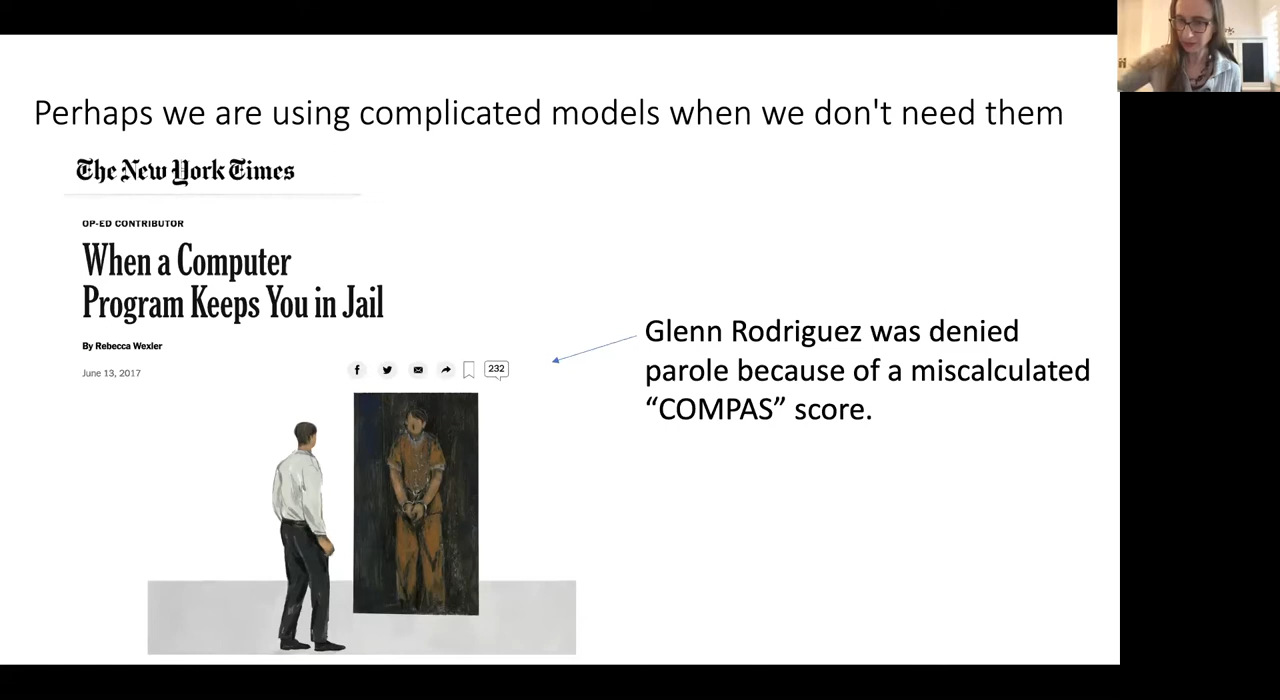 Perhaps we are using complicated models when we don't need them
The New York Times
OP-ED CONTRIBUTOR
When a Computer
Program Keeps You in Jail
By Rebecca Wexler
June 13, 2017
232
Glenn Rodriguez was denied
parole because of a miscalculated
“COMPAS” score.